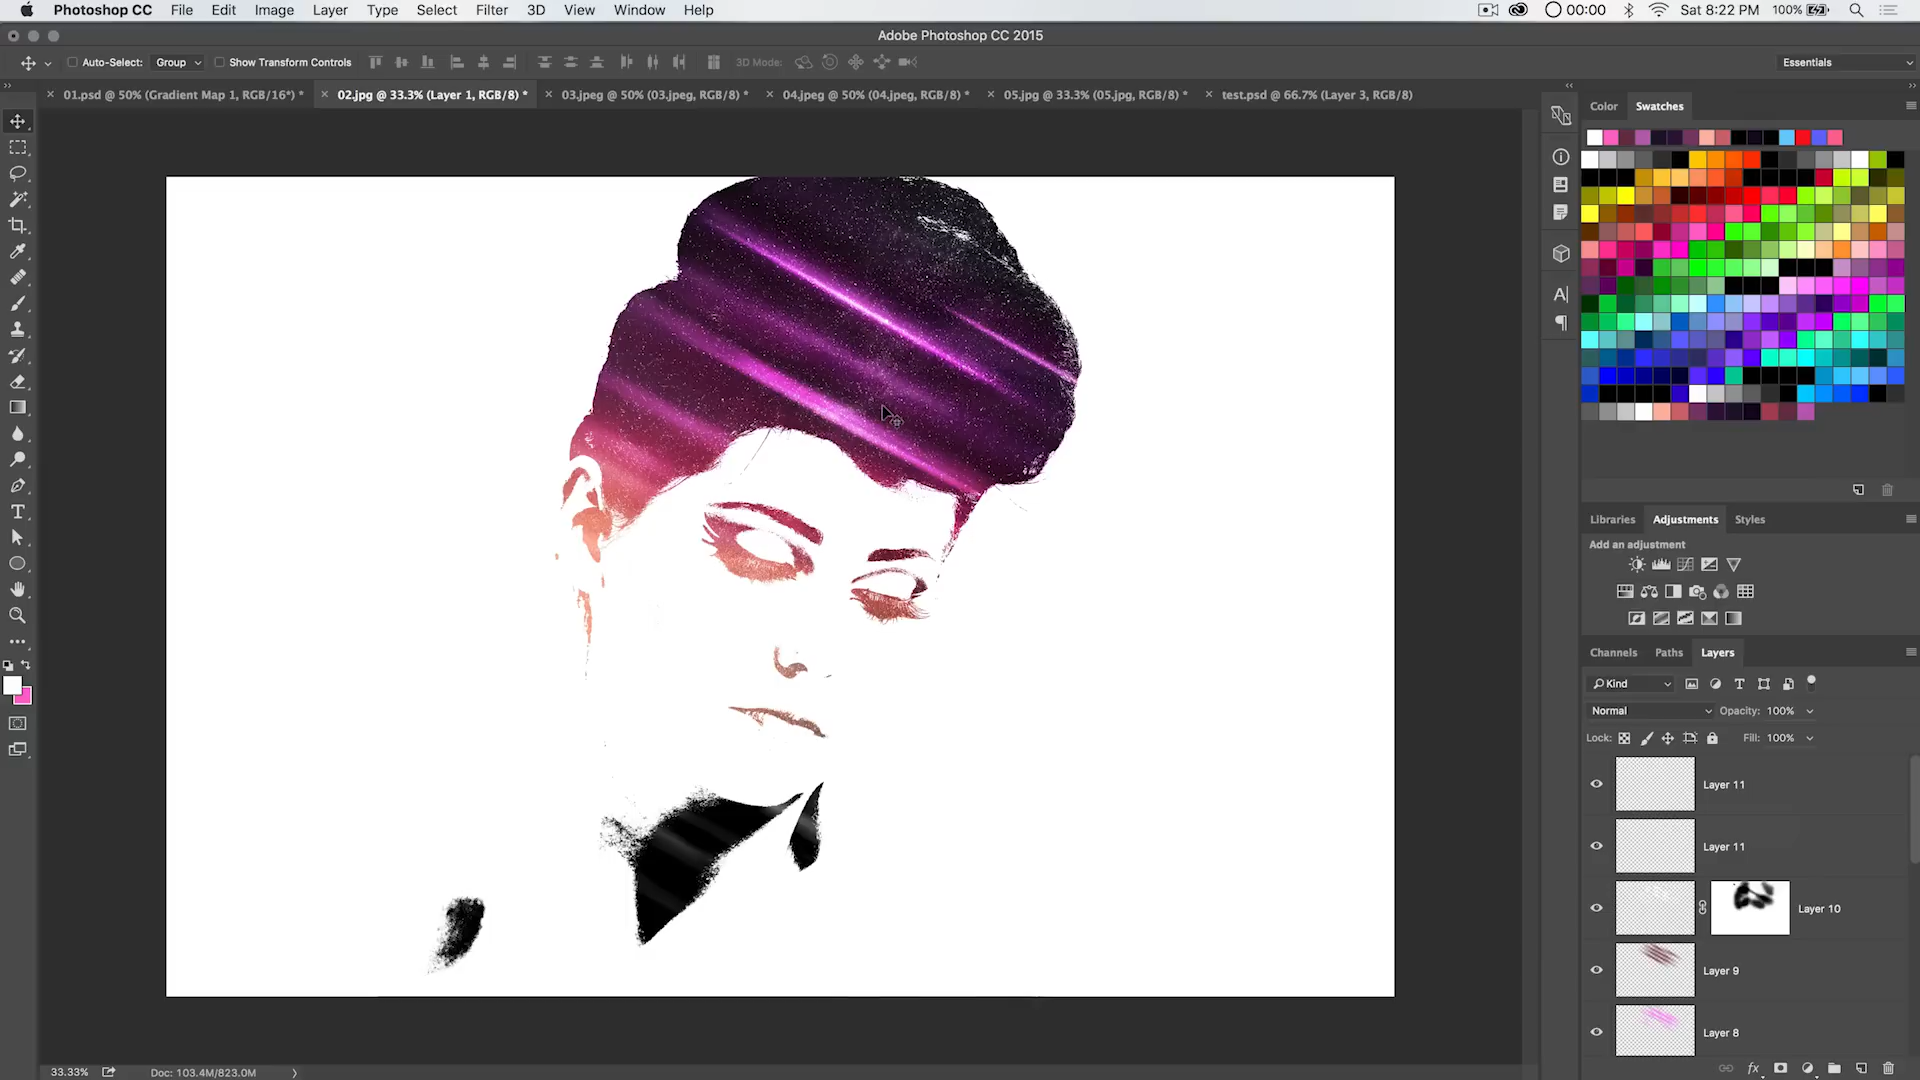 Photoshop CC File Edit Image Layer Type Select Filter 3D View Window Help 00:00 Sat 8:22 PM 100%
Adobe Photoshop CC 2015
Auto-Select: Group Show Transform Controls 3D Mode: Essentials
01.psd @ 50% (Gradient Map 1, RGB/16*) * 02.jpg @ 33.3% (Layer 1, RGB/8) * 03.jpeg @ 50% (03.jpeg, RGB/8) * 04.jpeg @ 50% (04.jpeg, RGB/8) * 05.jpg @ 33.3% (05.jpg, RGB/8) * test.psd @ 66.7% (Layer 3, RGB/8)
Color Swatches
Libraries Adjustments Styles
Add an adjustment
Channels Paths Layers
Kind
Normal Opacity: 100%
Lock: Fill: 100%
Layer 11
Layer 11
Layer 10
Layer 9
Layer 8
33.33% Doc: 103.4M/823.0M